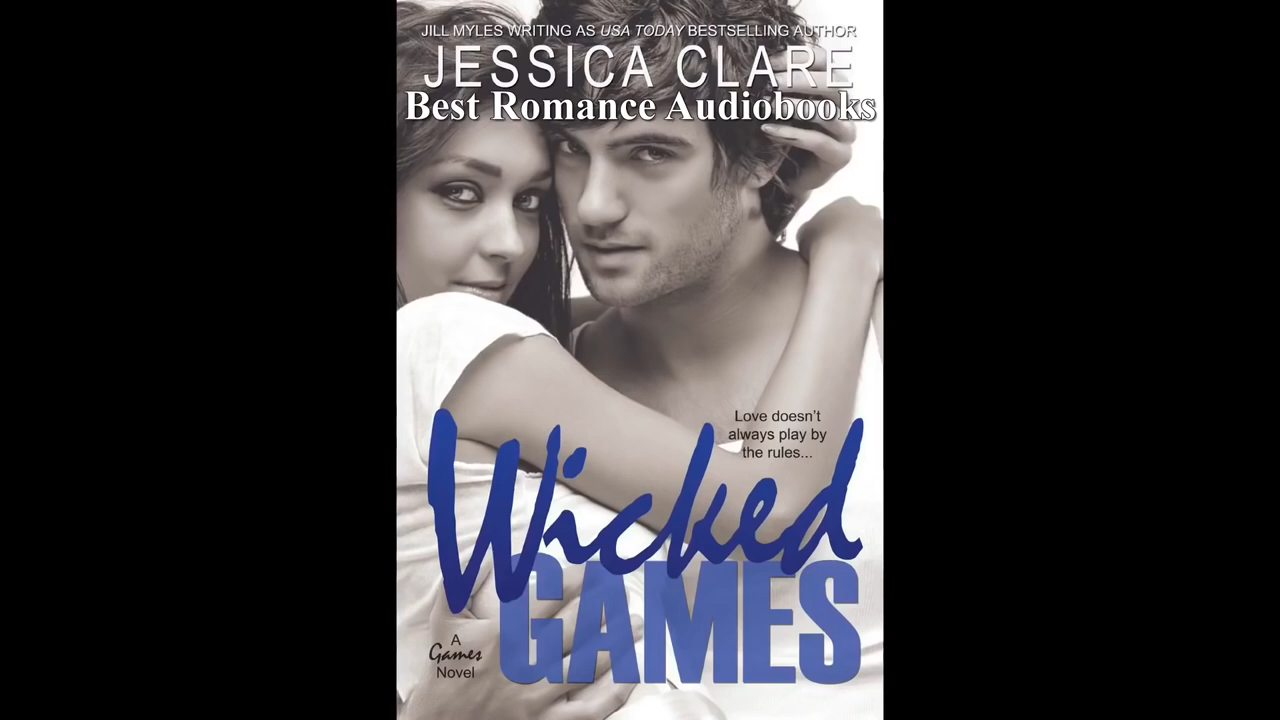 JILL MYLES WRITING AS USA TODAY BESTSELLING AUTHOR
JESSICA CLARE
Best Romance Audiobooks
Love doesn't
always play by
the rules...
Wicked
GAMES
A
Games
Novel